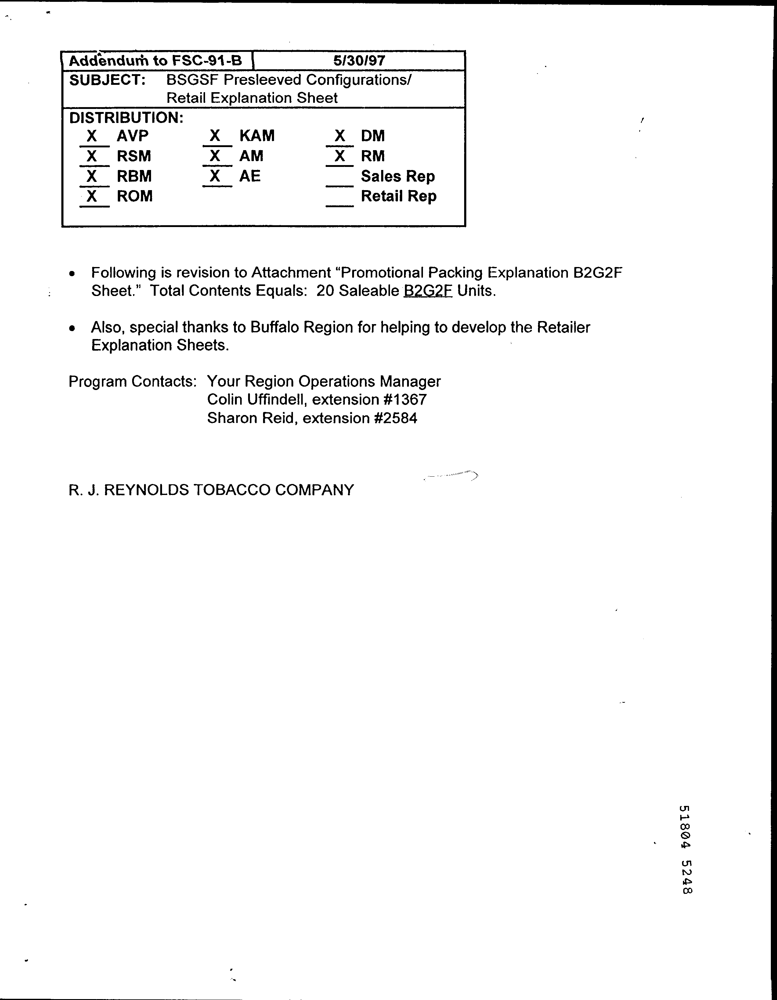 Addendum to FSC-91-B 5/30/97
SUBJECT: BSGSF Presleeved Configurations/
Retail Explanation Sheet
DISTRIBUTION:
X AVP X KAM X DM
X RSM X AM X RM
X RBM X AE Sales Rep
X ROM Retail Rep
• Following is revision to Attachment “Promotional Packing Explanation B2G2F
Sheet.” Total Contents Equals: 20 Saleable B2G2F Units.
• Also, special thanks to Buffalo Region for helping to develop the Retailer
Explanation Sheets.
Program Contacts: Your Region Operations Manager
Colin Uffindell, extension #1367
Sharon Reid, extension #2584
R. J. REYNOLDS TOBACCO COMPANY
51804 5248